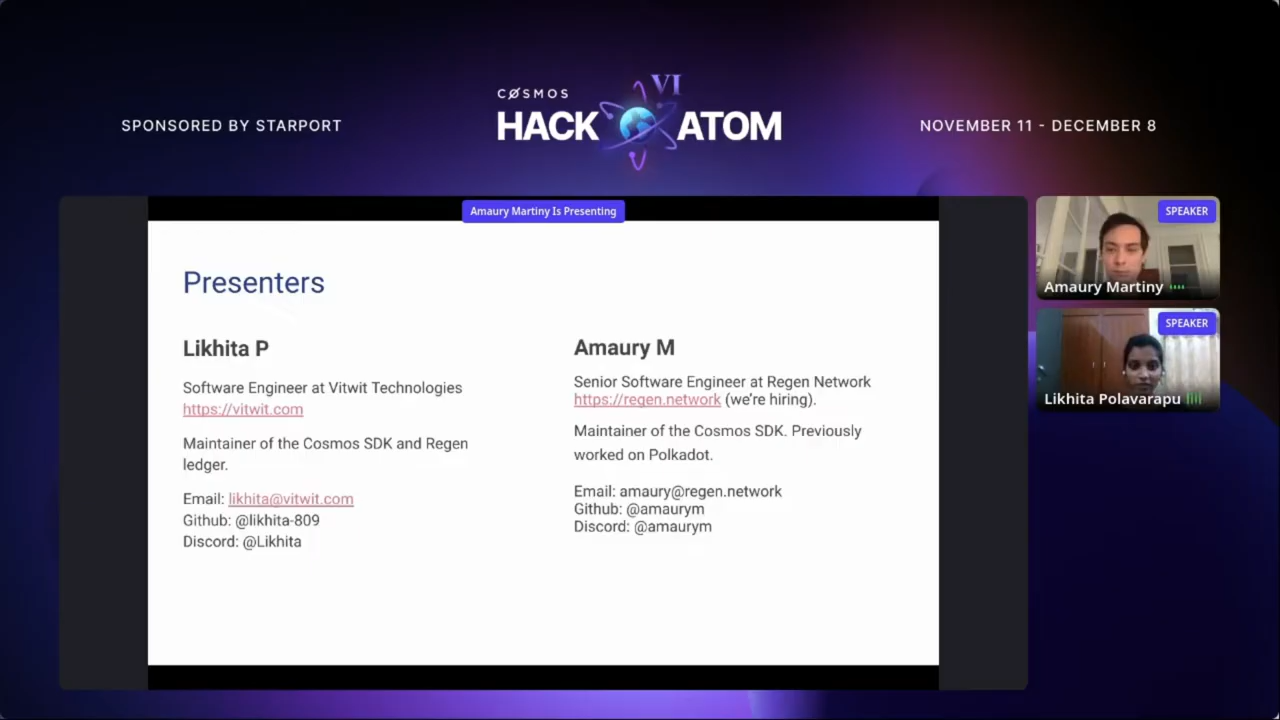 SPONSORED BY STARPORT
COSMOS
VI
HACK ATOM
NOVEMBER 11 - DECEMBER 8
Amaury Martiny Is Presenting
Presenters
Likhita P
Software Engineer at Vitwit Technologies
https://vitwit.com
Maintainer of the Cosmos SDK and Regen
ledger.
Email: likhita@vitwit.com
Github: @likhita-809
Discord: @Likhita
Amaury M
Senior Software Engineer at Regen Network
https://regen.network (we’re hiring).
Maintainer of the Cosmos SDK. Previously
worked on Polkadot.
Email: amaury@regen.network
Github: @amaurym
Discord: @amaurym
SPEAKER
Amaury Martiny
SPEAKER
Likhita Polavarapu